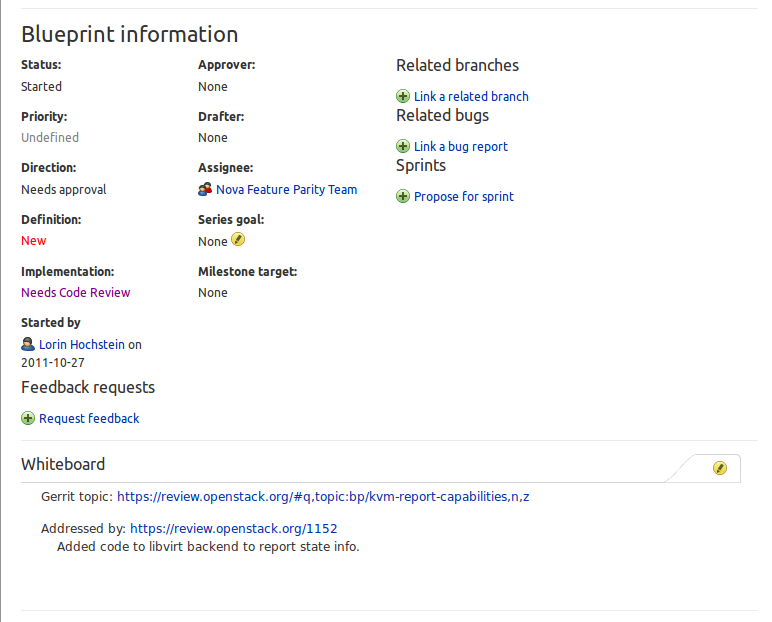 Blueprint information
Status:
Started
Priority:
Undefined
Direction:
Needs approval
Definition:
New
Implementation:
Needs Code Review
Started by
Lorin Hochstein on
2011-10-27
Approver:
None
Drafter:
None
Assignee:
Nova Feature Parity Team
Series goal:
None
Milestone target:
None
Related branches
Link a related branch
Related bugs
Link a bug report
Sprints
Propose for sprint
Feedback requests
Request feedback
Whiteboard
Gerrit topic: https://review.openstack.org/#q,topic:bp/kvm-report-capabilities,n,z
Addressed by: https://review.openstack.org/1152
Added code to libvirt backend to report state info.